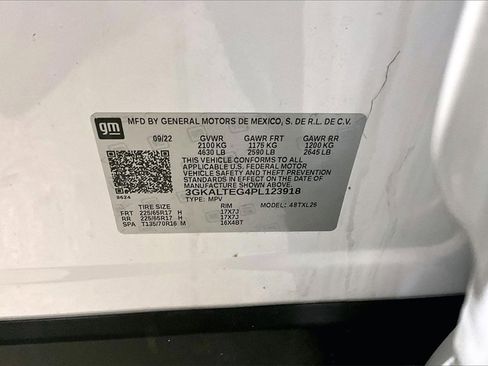 gm
MFD BY GENERAL MOTORS DE MEXICO, S. DE R.L. DE C.V.
09/22 GVWR GAWR FRT GAWR RR
2100 KG 1175 KG 1200 KG
4630 LB 2590 LB 2645 LB
THIS VEHICLE CONFORMS TO ALL
APPLICABLE U.S. FEDERAL MOTOR
VEHICLE SAFETY AND THEFT
PREVENTION STANDARDS IN EFFECT
ON THE DATE OF MANUFACTURE
SHOWN ABOVE.
3GKALTEG4PL123918
TYPE: MPV
TIRE SIZE RIM MODEL: 48TXL26
FRT 225/65R17 H 17X7J
RR 225/65R17 H 17X7J
SPA T135/70R16 M 16X4BT